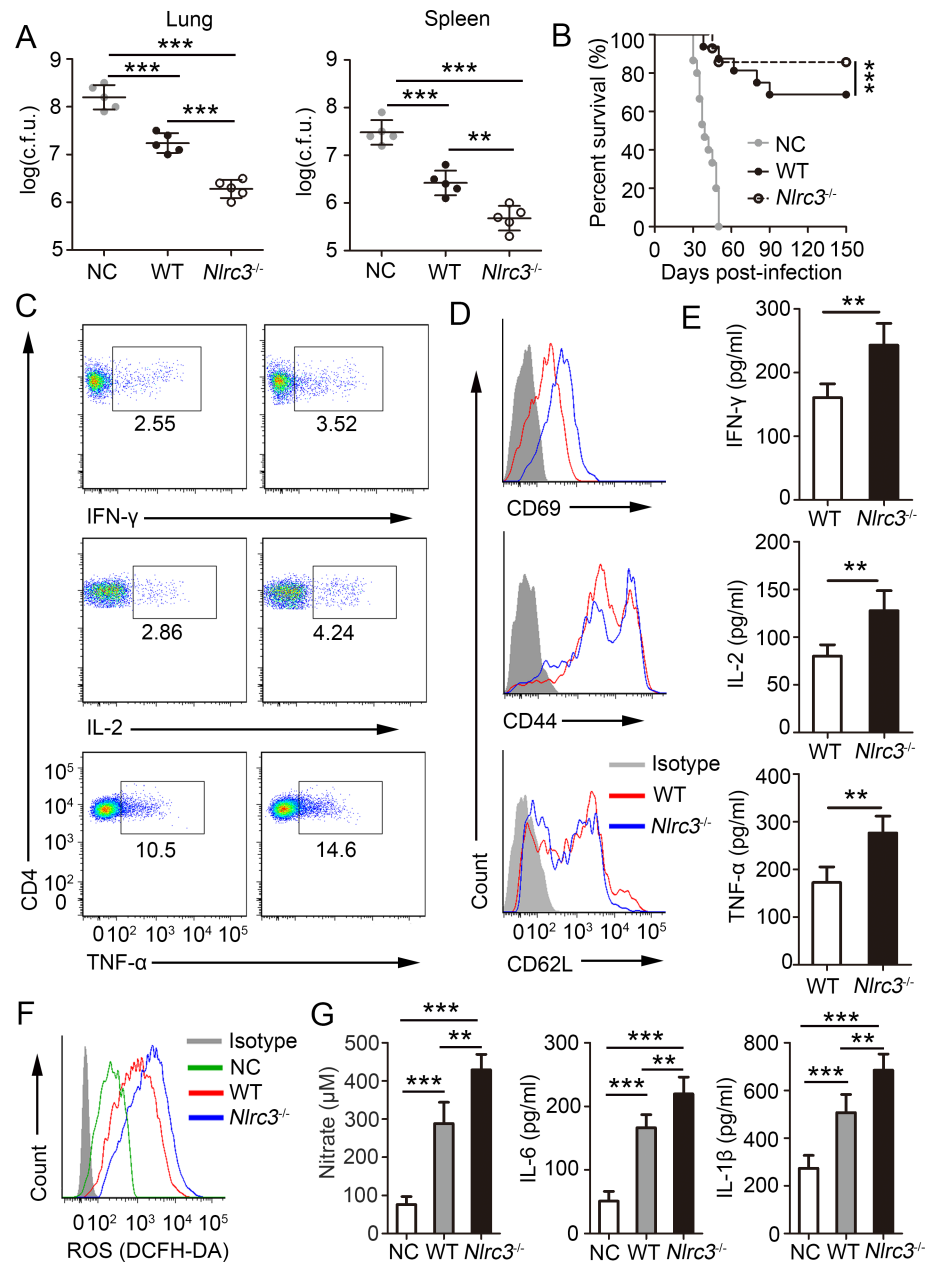 A
Lung
Spleen
log(c.f.u.)
9
8
7
6
5
***
***
***
NC WT Nlrc3-/-
log(c.f.u.)
9
8
7
6
5
***
***
**
NC WT Nlrc3-/-
B
Percent survival (%)
100
80
60
40
20
0
***
NC
WT
Nlrc3-/-
0 30 60 90 120 150
Days post-infection
C
2.55
3.52
IFN-γ
2.86
4.24
IL-2
10⁵
10⁴
10³
10²
0
10.5
14.6
CD4
0 10² 10³ 10⁴ 10⁵
0 10² 10³ 10⁴ 10⁵
TNF-α
D
CD69
CD44
Isotype
WT
Nlrc3-/-
Count
0 10² 10³ 10⁴ 10⁵
CD62L
E
IFN-γ (pg/ml)
300
200
100
0
**
WT Nlrc3-/-
IL-2 (pg/ml)
200
150
100
50
0
**
WT Nlrc3-/-
TNF-α (pg/ml)
400
300
200
100
0
**
WT Nlrc3-/-
F
Isotype
NC
WT
Nlrc3-/-
Count
0 10² 10³ 10⁴ 10⁵
ROS (DCFH-DA)
G
Nitrate (μM)
500
400
300
200
100
0
***
**
***
NC WT Nlrc3-/-
IL-6 (pg/ml)
300
200
100
0
***
**
***
NC WT Nlrc3-/-
IL-1β (pg/ml)
800
600
400
200
0
***
**
***
NC WT Nlrc3-/-